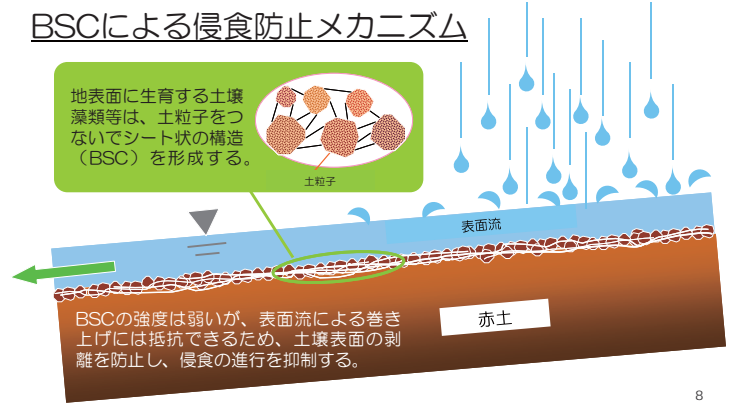 BSCによる侵食防止メカニズム
地表面に生育する土壌
藻類等は、土粒子をつ
ないでシート状の構造
（BSC）を形成する。
土粒子
表面流
BSCの強度は弱いが、表面流による巻き
上げには抵抗できるため、土壌表面の剥
離を防止し、侵食の進行を抑制する。
赤土
8